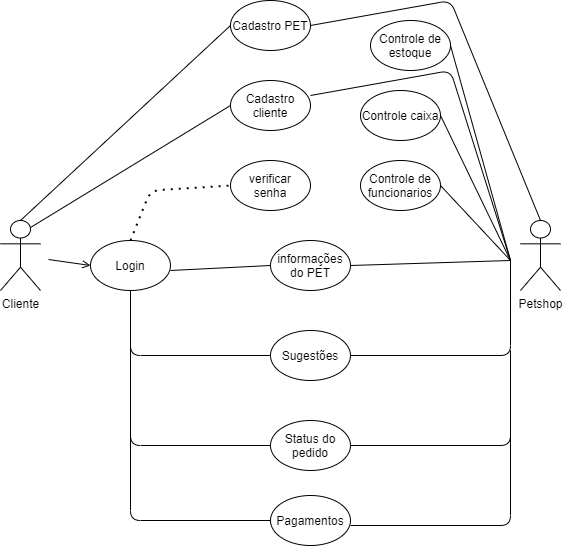 Cadastro PET
Controle de
estoque
Cadastro
cliente
Controle caixa
verificar
senha
Controle de
funcionarios
Cliente
Login
informações
do PET
Petshop
Sugestões
Status do
pedido
Pagamentos